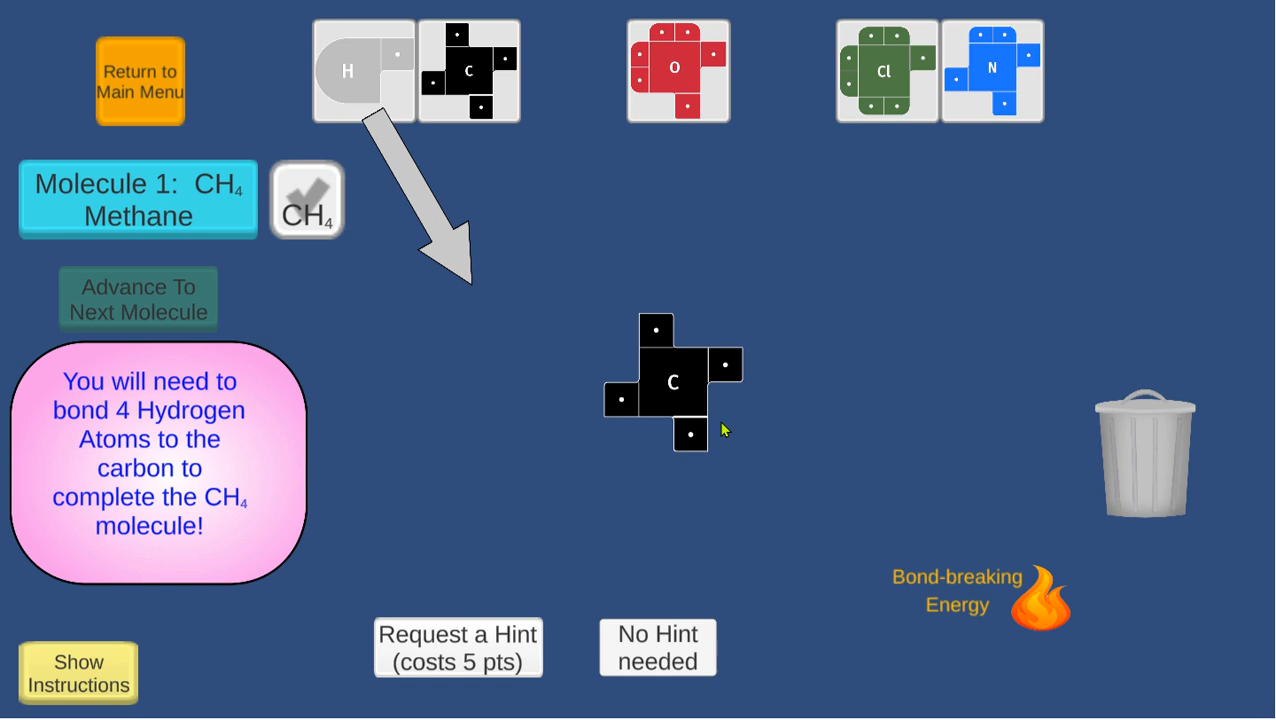 Return to
Main Menu
H
C
O
Cl
N
Molecule 1: CH₄
Methane
CH₄
Advance To
Next Molecule
You will need to
bond 4 Hydrogen
Atoms to the
carbon to
complete the CH₄
molecule!
C
Bond-breaking
Energy
Request a Hint
(costs 5 pts)
No Hint
needed
Show
Instructions